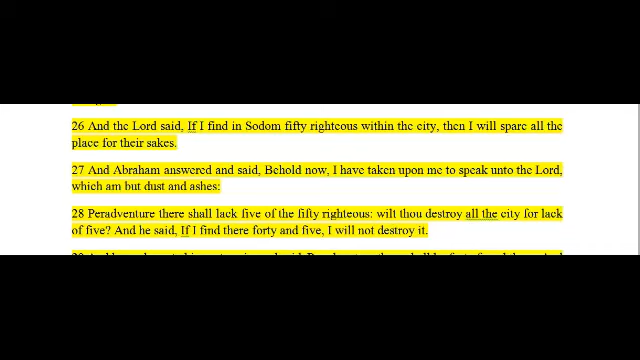 26 And the Lord said, If I find in Sodom fifty righteous within the city, then I will spare all the
place for their sakes.
27 And Abraham answered and said, Behold now, I have taken upon me to speak unto the Lord,
which am but dust and ashes:
28 Peradventure there shall lack five of the fifty righteous: wilt thou destroy all the city for lack
of five? And he said, If I find there forty and five, I will not destroy it.